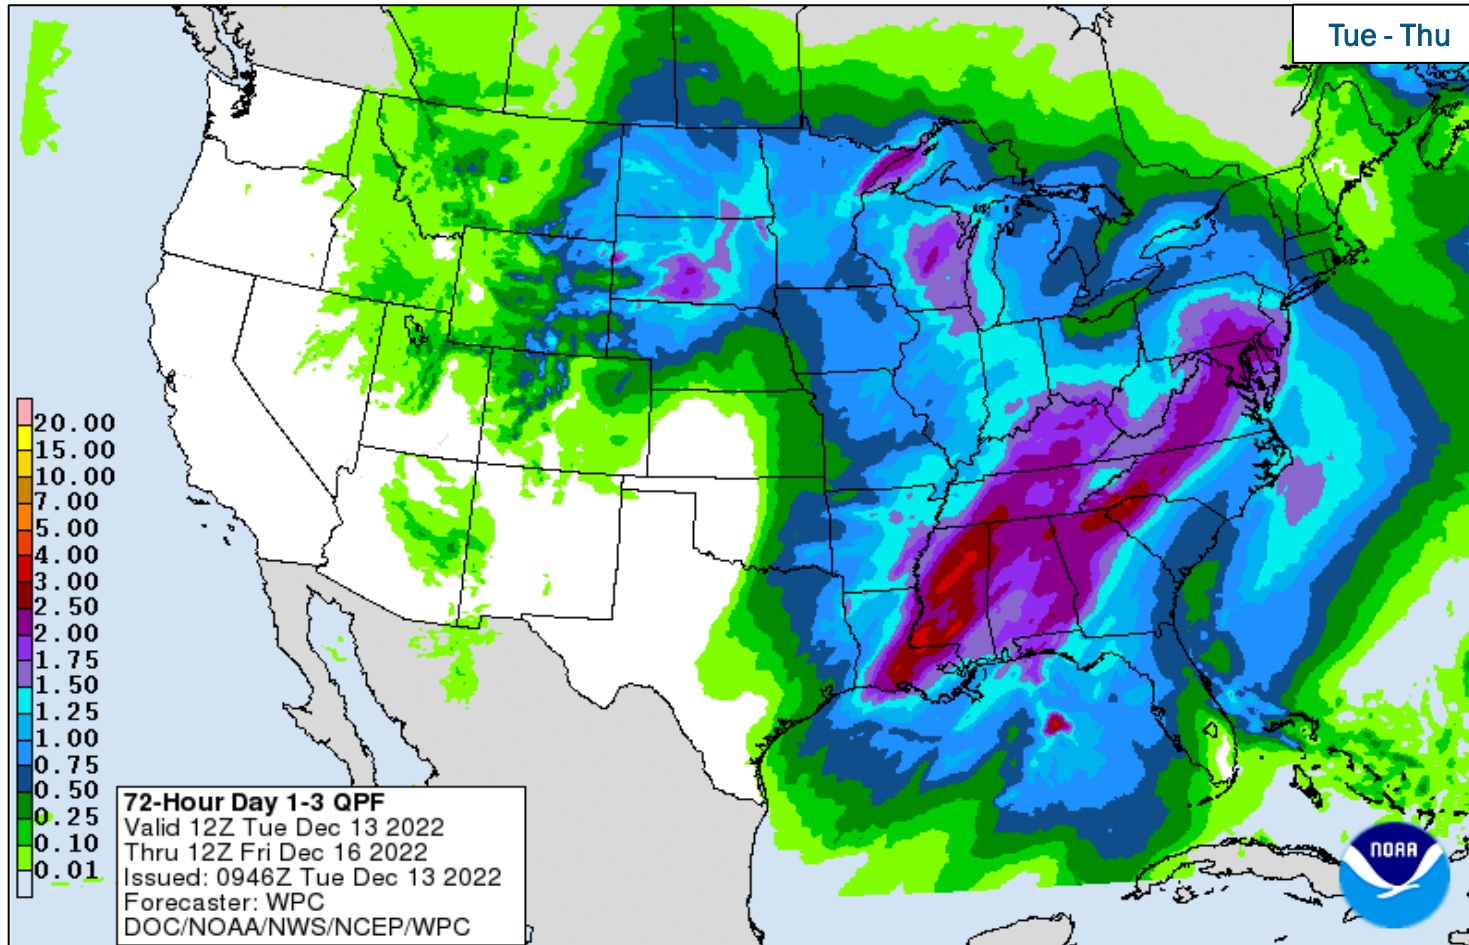 Tue - Thu
20.00
15.00
10.00
7.00
5.00
4.00
3.00
2.50
2.00
1.75
1.50
1.25
1.00
0.75
0.50
0.25
0.10
0.01
72-Hour Day 1-3 QPF
Valid 12Z Tue Dec 13 2022
Thru 12Z Fri Dec 16 2022
Issued: 0946Z Tue Dec 13 2022
Forecaster: WPC
DOC/NOAA/NWS/NCEP/WPC
NOAA